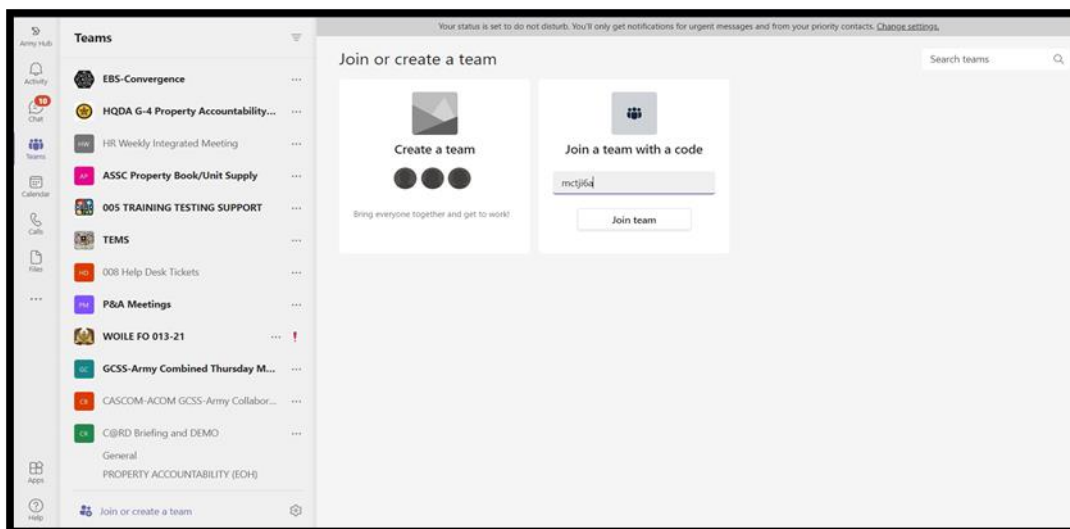 Your status is set to do not disturb. You'll only get notifications for urgent messages and from your priority contacts. Change settings.
Army Hub
Activity
10
Chat
Teams
Calendar
Calls
Files
...
Apps
Help
Teams
EBS-Convergence ...
HQDA G-4 Property Accountability... ...
HW HR Weekly Integrated Meeting ...
AP ASSC Property Book/Unit Supply ...
005 TRAINING TESTING SUPPORT ...
TEMS ...
HD 008 Help Desk Tickets ...
PM P&A Meetings ...
WOILE FO 013-21 ... !
GC GCSS-Army Combined Thursday M... ...
CASCOM-ACOM GCSS-Army Collabor... ...
C@RD Briefing and DEMO ...
General
PROPERTY ACCOUNTABILITY (EOH)
Join or create a team
Join or create a team
Search teams
Create a team
Bring everyone together and get to work!
Join a team with a code
mctji6a
Join team